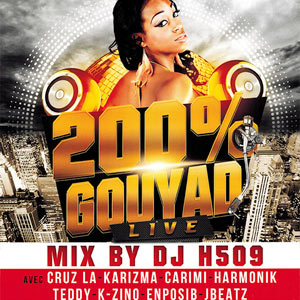 200%
GOUYAD
LIVE
MIX BY DJ H509
AVEC CRUZ LA-KARIZMA-CARIMI-HARMONIK
TEDDY-K-ZINO-ENPOSIB-JBEATZ